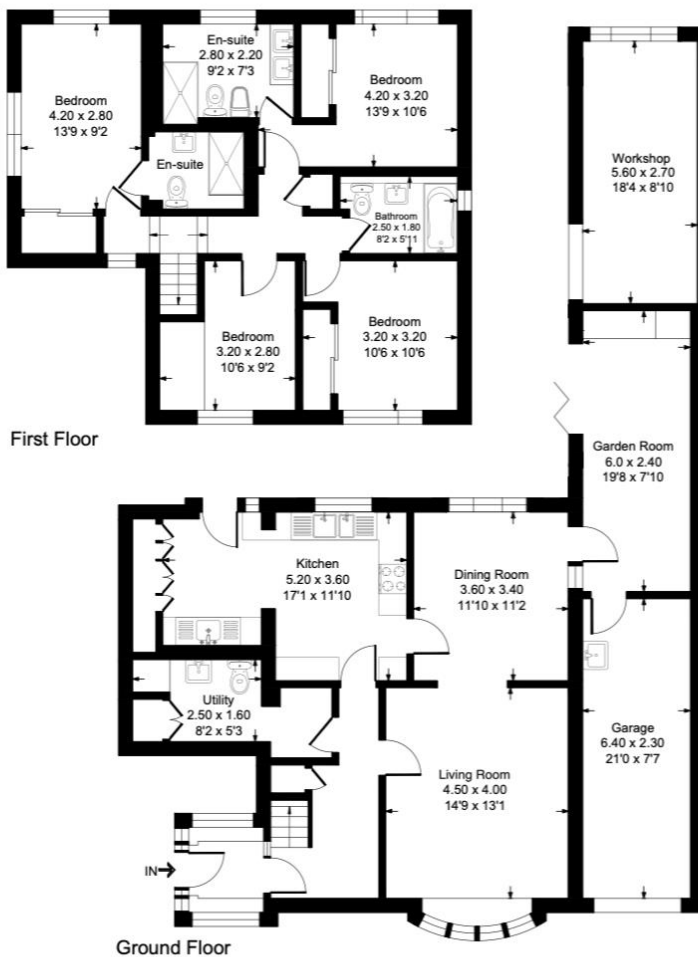 En-suite
2.80 x 2.20
9'2 x 7'3
Bedroom
4.20 x 3.20
13'9 x 10'6
Bedroom
4.20 x 2.80
13'9 x 9'2
En-suite
Workshop
5.60 x 2.70
18'4 x 8'10
Bathroom
2.50 x 1.80
8'2 x 5'11
Bedroom
3.20 x 2.80
10'6 x 9'2
Bedroom
3.20 x 3.20
10'6 x 10'6
First Floor
Garden Room
6.0 x 2.40
19'8 x 7'10
Kitchen
5.20 x 3.60
17'1 x 11'10
Dining Room
3.60 x 3.40
11'10 x 11'2
Utility
2.50 x 1.60
8'2 x 5'3
Garage
6.40 x 2.30
21'0 x 7'7
Living Room
4.50 x 4.00
14'9 x 13'1
IN
Ground Floor